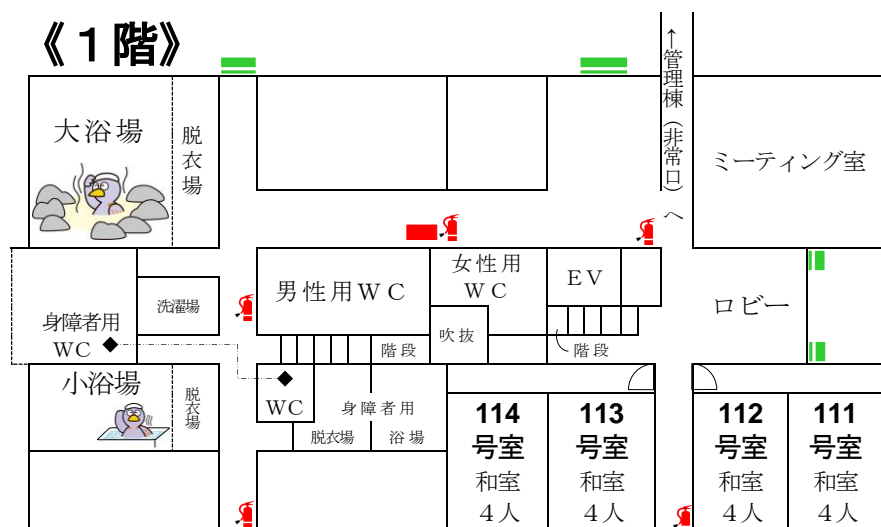 《１階》
↑管理棟（非常口）へ
大浴場
脱衣場
ミーティング室
男性用ＷＣ
女性用
ＷＣ
ＥＶ
ロビー
洗濯場
身障者用
ＷＣ
吹抜
階段
階段
小浴場
脱衣場
ＷＣ
身障者用
脱衣場
浴場
114
号室
和室
４人
113
号室
和室
４人
112
号室
和室
４人
111
号室
和室
４人